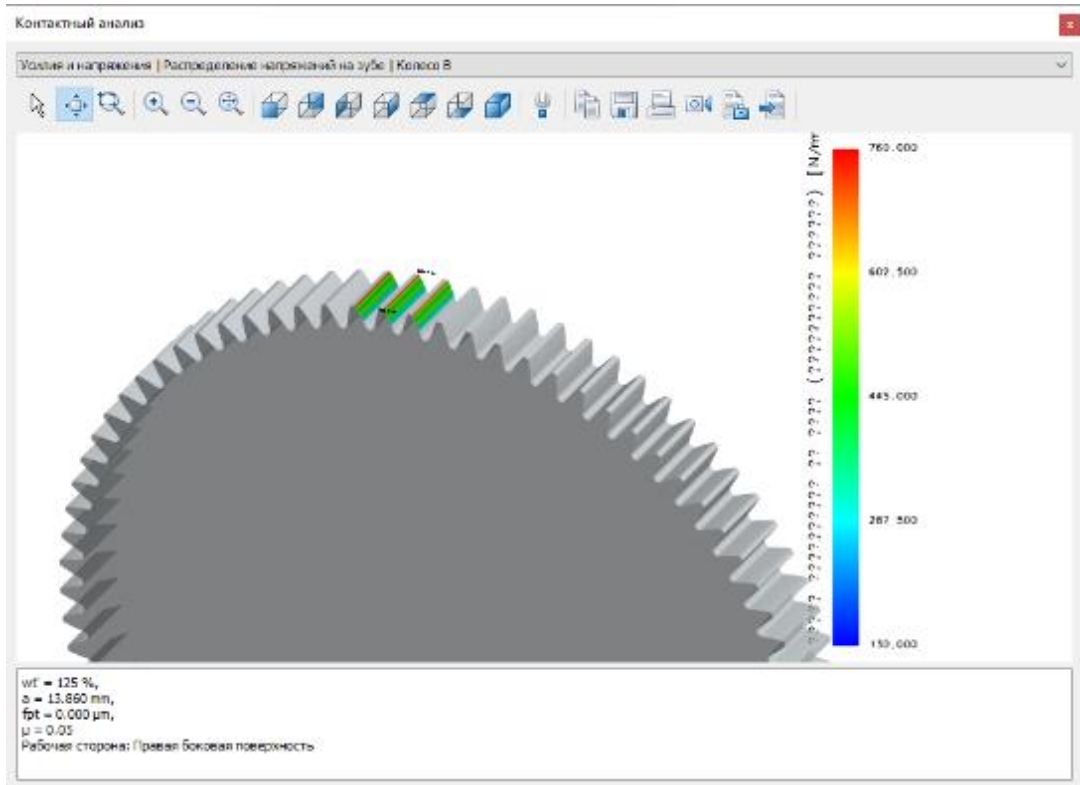 Контактный анализ
Усилия и напряжения | Распределение напряжений на зубе | Колесо B
760.000
602.500
445.000
287.500
130.000
????? ?????????? ?? ???? (????????? ??????) [N/m
wt = 125 %,
a = 13.860 mm,
fpt = 0.000 µm,
µ = 0.05
Рабочая сторона: Правая боковая поверхность